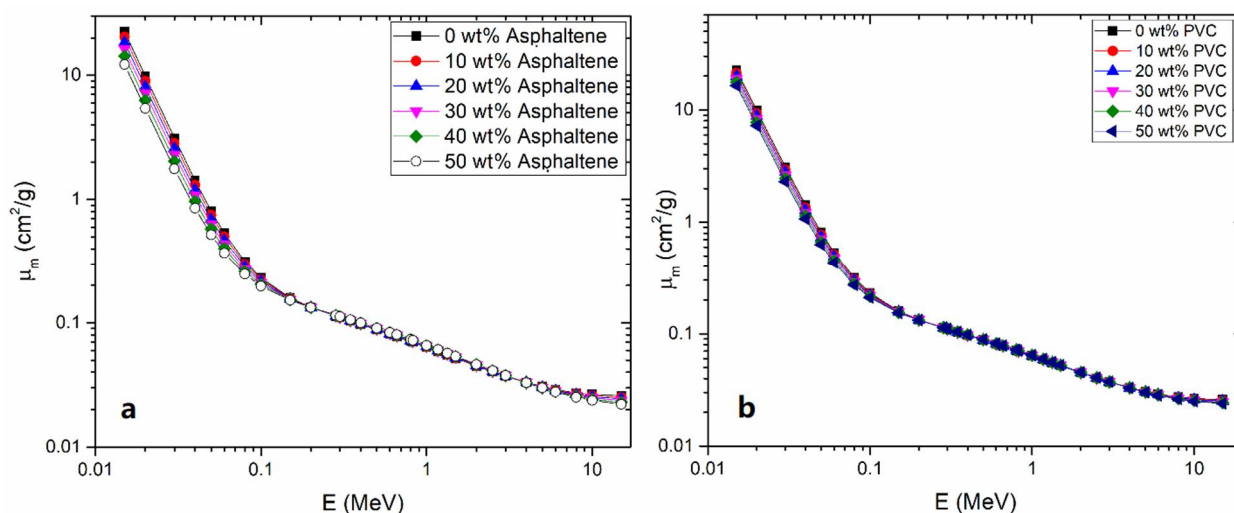 0 wt% Asphaltene
10 wt% Asphaltene
20 wt% Asphaltene
30 wt% Asphaltene
40 wt% Asphaltene
50 wt% Asphaltene
10
1
0.1
0.01
μm (cm²/g)
a
0.01
0.1
1
10
E (MeV)
0 wt% PVC
10 wt% PVC
20 wt% PVC
30 wt% PVC
40 wt% PVC
50 wt% PVC
10
1
0.1
0.01
μm (cm²/g)
b
0.01
0.1
1
10
E (MeV)